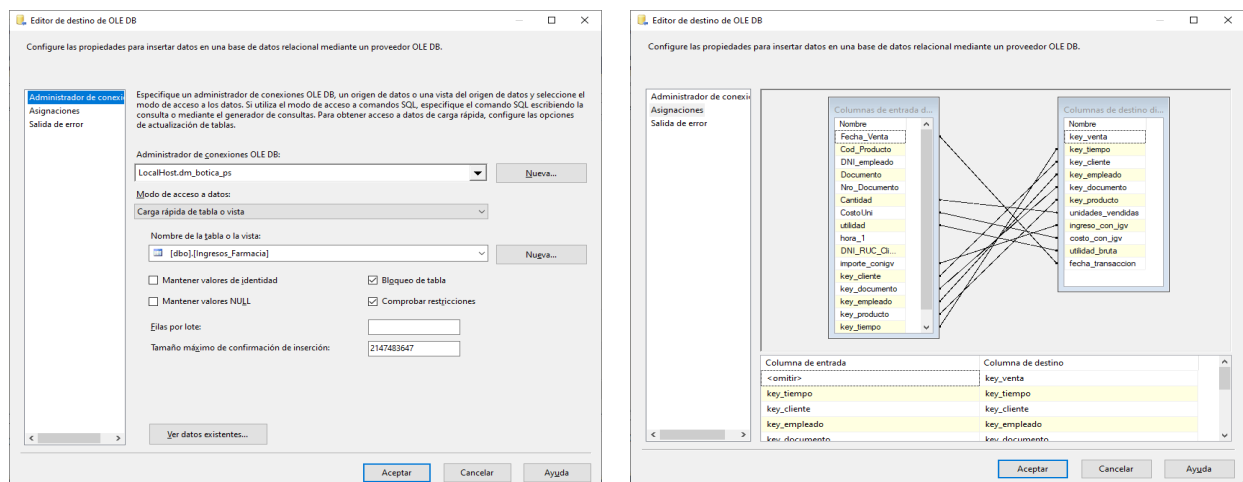 Editor de destino de OLE DB
Configure las propiedades para insertar datos en una base de datos relacional mediante un proveedor OLE DB.
Administrador de conexi
Asignaciones
Salida de error
Especifique un administrador de conexiones OLE DB, un origen de datos o una vista del origen de datos y seleccione el
modo de acceso a los datos. Si utiliza el modo de acceso a comandos SQL, especifique el comando SQL escribiendo la
consulta o mediante el generador de consultas. Para obtener acceso a datos de carga rápida, configure las opciones
de actualización de tablas.
Administrador de conexiones OLE DB:
LocalHost.dm_botica_ps
Nueva...
Modo de acceso a datos:
Carga rápida de tabla o vista
Nombre de la tabla o la vista:
[dbo].[Ingresos_Farmacia]
Nueva...
Mantener valores de identidad
Bloqueo de tabla
Mantener valores NULL
Comprobar restricciones
Filas por lote:
Tamaño máximo de confirmación de inserción:
2147483647
Ver datos existentes...
Aceptar
Cancelar
Ayuda
Editor de destino de OLE DB
Configure las propiedades para insertar datos en una base de datos relacional mediante un proveedor OLE DB.
Administrador de conexi
Asignaciones
Salida de error
Columnas de entrada d...
Nombre
Fecha_Venta
Cod_Producto
DNI_empleado
Documento
Nro_Documento
Cantidad
CostoUni
utilidad
hora_1
DNI_RUC_Cli...
importe_conigv
key_cliente
key_documento
key_empleado
key_producto
key_tiempo
Columnas de destino di...
Nombre
key_venta
key_tiempo
key_cliente
key_empleado
key_documento
key_producto
unidades_vendidas
ingreso_con_igv
costo_con_igv
utilidad_bruta
fecha_transaccion
Columna de entrada
Columna de destino
<omitir>
key_venta
key_tiempo
key_tiempo
key_cliente
key_cliente
key_empleado
key_empleado
key_documento
key_documento
Aceptar
Cancelar
Ayuda